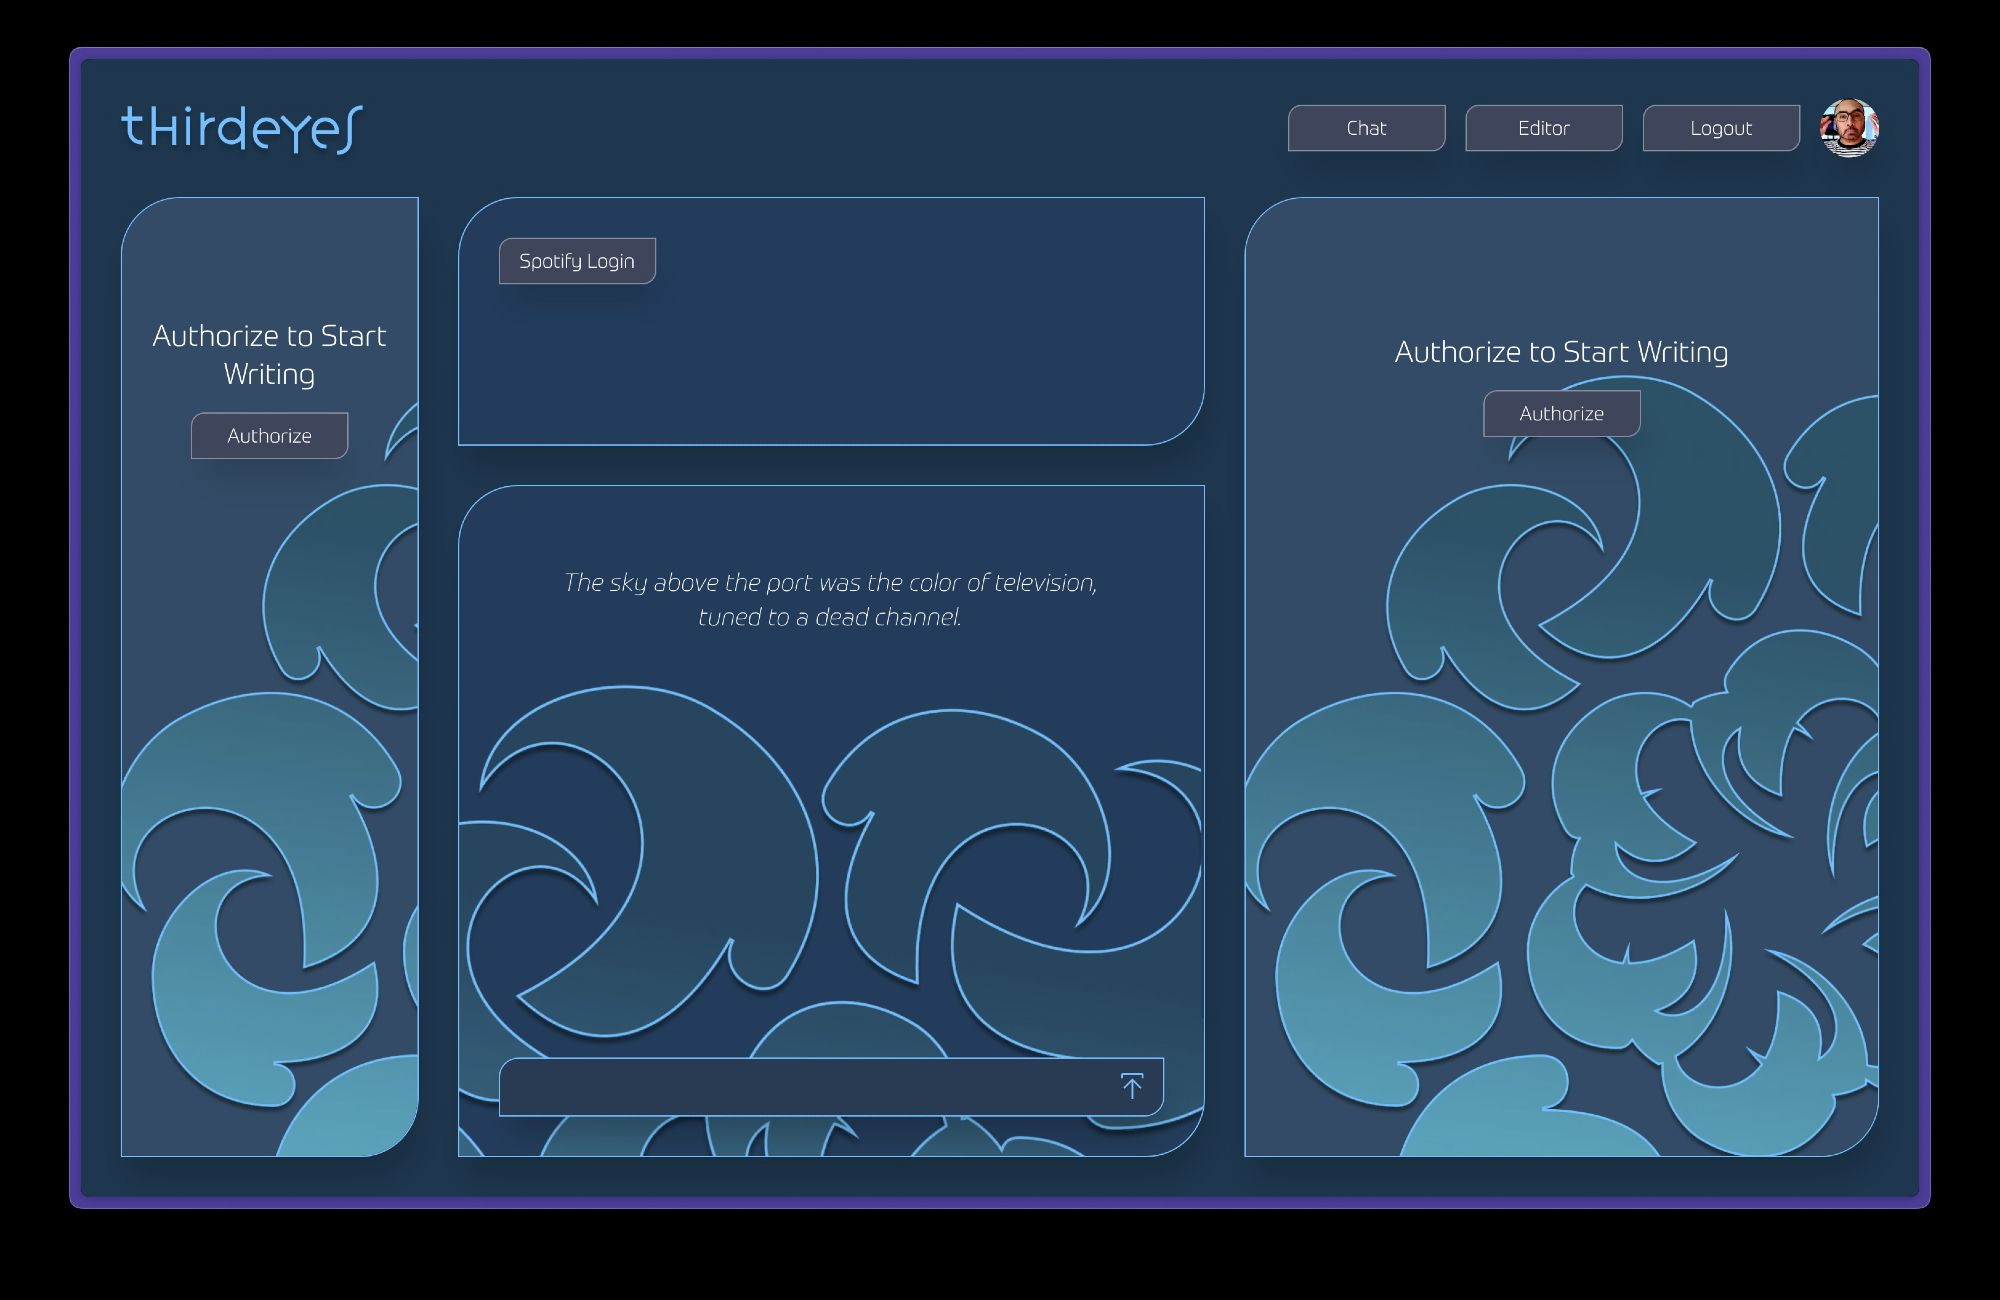 thirdeyes
Chat
Editor
Logout
Authorize to Start
Writing
Authorize
Spotify Login
The sky above the port was the color of television,
tuned to a dead channel.
Authorize to Start Writing
Authorize